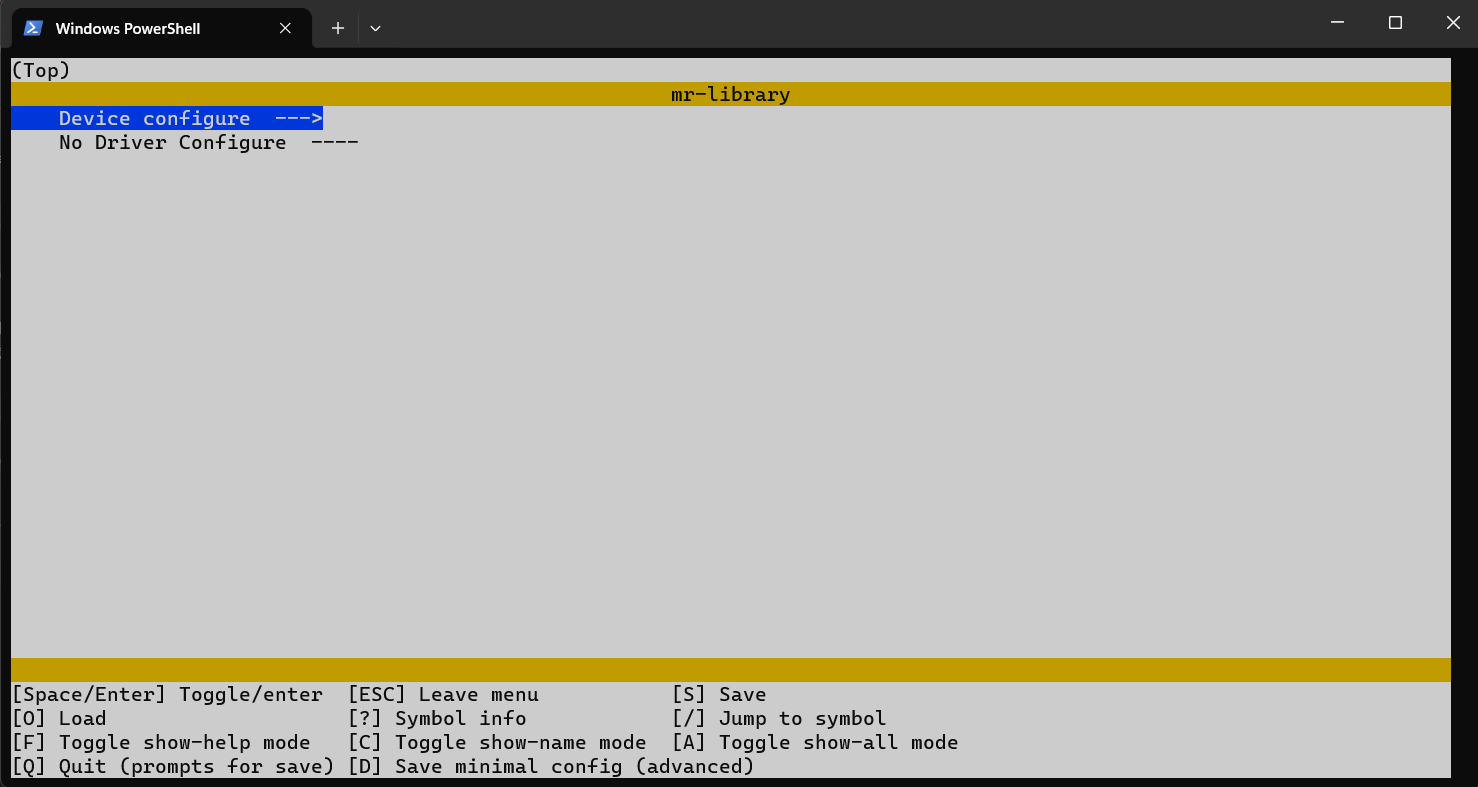 Windows PowerShell
(Top)
mr-library
Device configure  --->
No Driver Configure  ----
[Space/Enter] Toggle/enter  [ESC] Leave menu           [S] Save
[O] Load                    [?] Symbol info            [/] Jump to symbol
[F] Toggle show-help mode   [C] Toggle show-name mode  [A] Toggle show-all mode
[Q] Quit (prompts for save) [D] Save minimal config (advanced)